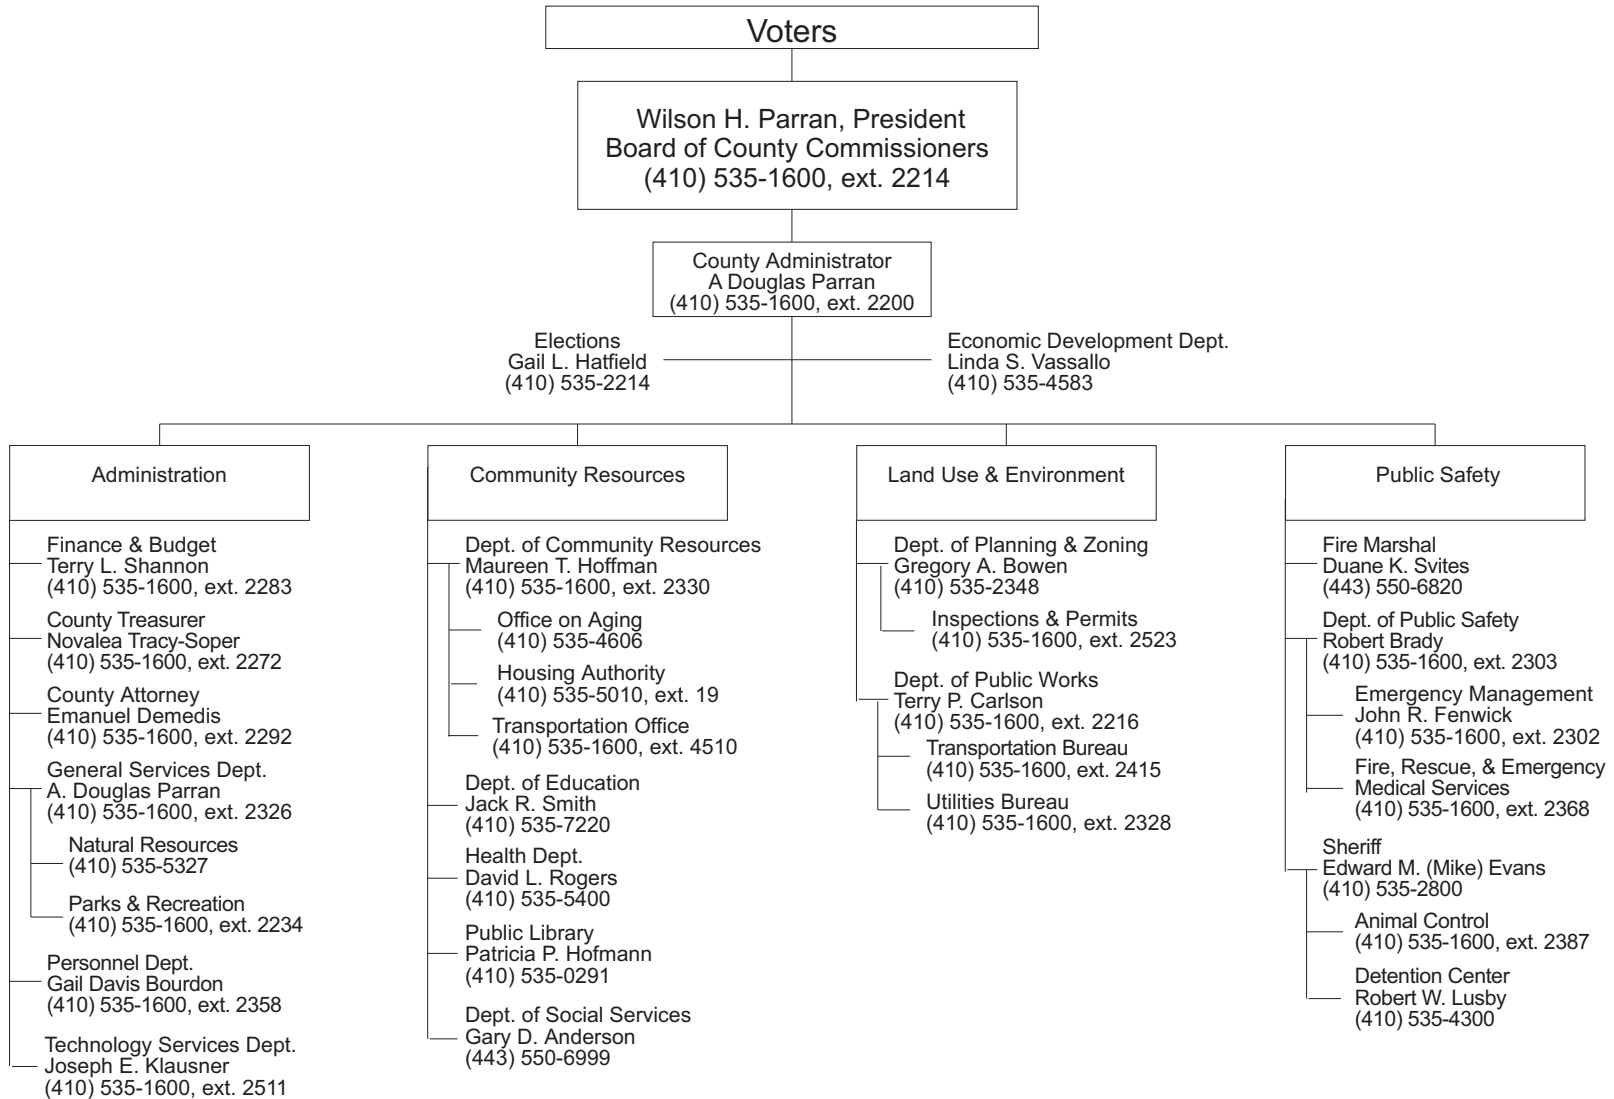 Voters
Wilson H. Parran, President
Board of County Commissioners
(410) 535-1600, ext. 2214
County Administrator
A Douglas Parran
(410) 535-1600, ext. 2200
Elections
Gail L. Hatfield
(410) 535-2214
Economic Development Dept.
Linda S. Vassallo
(410) 535-4583
Administration
Finance & Budget
Terry L. Shannon
(410) 535-1600, ext. 2283
County Treasurer
Novalea Tracy-Soper
(410) 535-1600, ext. 2272
County Attorney
Emanuel Demedis
(410) 535-1600, ext. 2292
General Services Dept.
A. Douglas Parran
(410) 535-1600, ext. 2326
Natural Resources
(410) 535-5327
Parks & Recreation
(410) 535-1600, ext. 2234
Personnel Dept.
Gail Davis Bourdon
(410) 535-1600, ext. 2358
Technology Services Dept.
Joseph E. Klausner
(410) 535-1600, ext. 2511
Community Resources
Dept. of Community Resources
Maureen T. Hoffman
(410) 535-1600, ext. 2330
Office on Aging
(410) 535-4606
Housing Authority
(410) 535-5010, ext. 19
Transportation Office
(410) 535-1600, ext. 4510
Dept. of Education
Jack R. Smith
(410) 535-7220
Health Dept.
David L. Rogers
(410) 535-5400
Public Library
Patricia P. Hofmann
(410) 535-0291
Dept. of Social Services
Gary D. Anderson
(443) 550-6999
Land Use & Environment
Dept. of Planning & Zoning
Gregory A. Bowen
(410) 535-2348
Inspections & Permits
(410) 535-1600, ext. 2523
Dept. of Public Works
Terry P. Carlson
(410) 535-1600, ext. 2216
Transportation Bureau
(410) 535-1600, ext. 2415
Utilities Bureau
(410) 535-1600, ext. 2328
Public Safety
Fire Marshal
Duane K. Svites
(443) 550-6820
Dept. of Public Safety
Robert Brady
(410) 535-1600, ext. 2303
Emergency Management
John R. Fenwick
(410) 535-1600, ext. 2302
Fire, Rescue, & Emergency
Medical Services
(410) 535-1600, ext. 2368
Sheriff
Edward M. (Mike) Evans
(410) 535-2800
Animal Control
(410) 535-1600, ext. 2387
Detention Center
Robert W. Lusby
(410) 535-4300